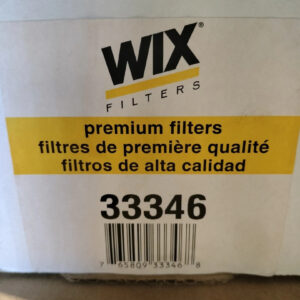 WIX®
FILTERS
premium filters
filtres de première qualité
filtros de alta calidad
33346
7 65809 33346 8